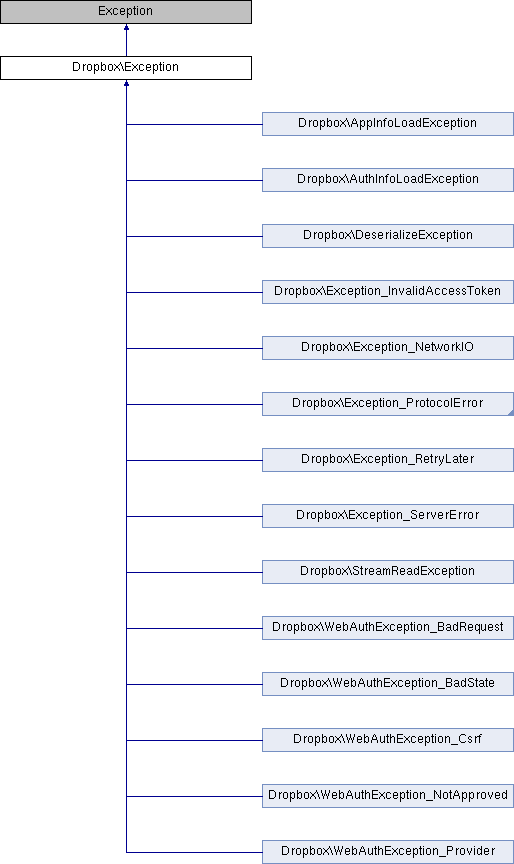 Exception
Dropbox\Exception
Dropbox\AppInfoLoadException
Dropbox\AuthInfoLoadException
Dropbox\DeserializeException
Dropbox\Exception_InvalidAccessToken
Dropbox\Exception_NetworkIO
Dropbox\Exception_ProtocolError
Dropbox\Exception_RetryLater
Dropbox\Exception_ServerError
Dropbox\StreamReadException
Dropbox\WebAuthException_BadRequest
Dropbox\WebAuthException_BadState
Dropbox\WebAuthException_Csrf
Dropbox\WebAuthException_NotApproved
Dropbox\WebAuthException_Provider